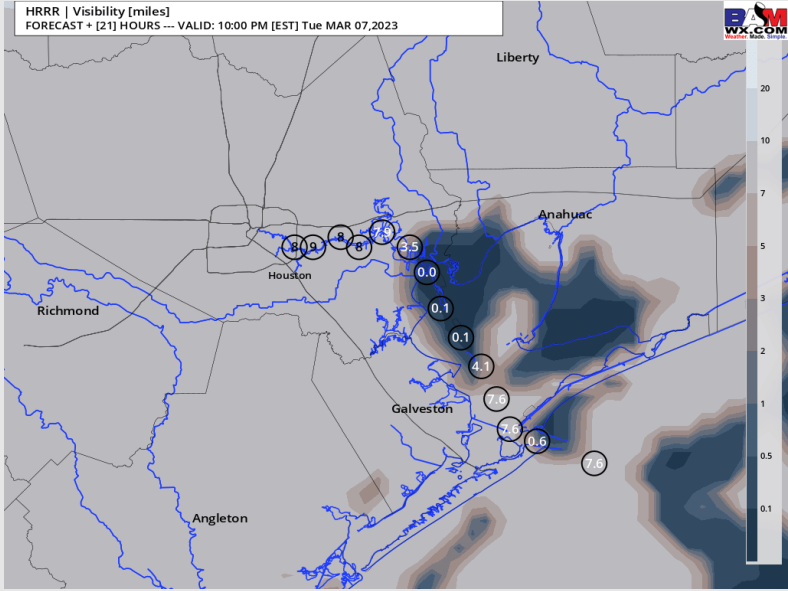 HRRR | Visibility [miles]
FORECAST + [21] HOURS --- VALID: 10:00 PM [EST] Tue MAR 07,2023
BAM
WX.COM
Weather. Made. Simple.
Liberty
20
10
7
Anahuac
8
9
8
8
7.3
3.5
5
Houston
0.0
3
Richmond
0.1
0.1
2
4.1
7.6
1
Galveston
7.6
0.6
0.5
7.6
0.1
Angleton